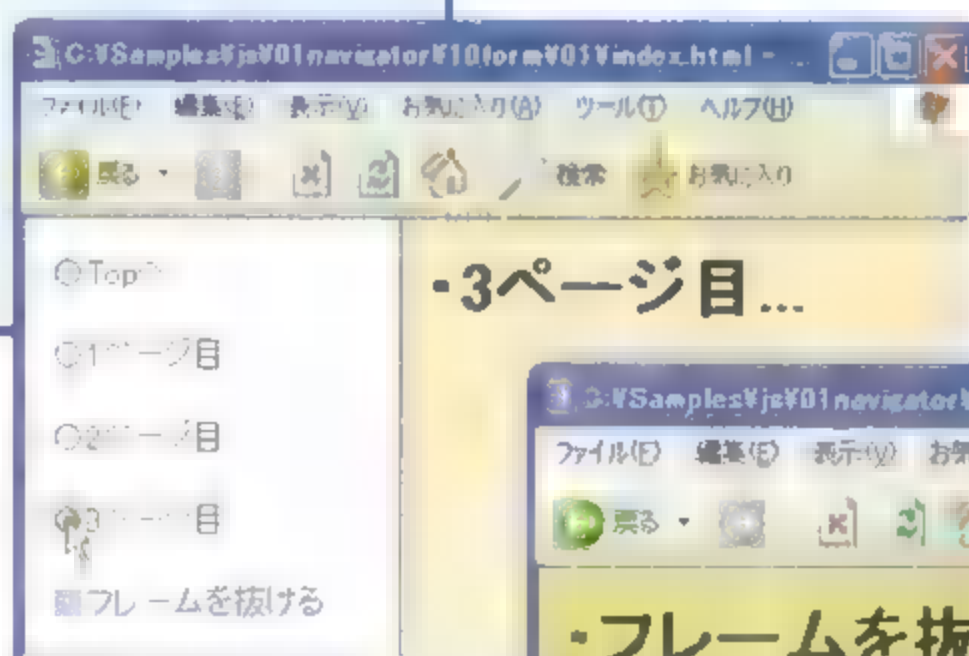 C:¥Samples¥js¥01navigator¥10form¥01¥index.html - ...
ファイル(F) 編集(E) 表示(V) お気に入り(A) ツール(T) ヘルプ(H)
戻る 検索 お気に入り
Top
・3ページ目...
1ページ目
2ページ目
3ページ目
フレームを抜ける
C:¥Samples¥js¥01navigator¥
ファイル(F) 編集(E) 表示(V) お気
戻る
・フレームを抜